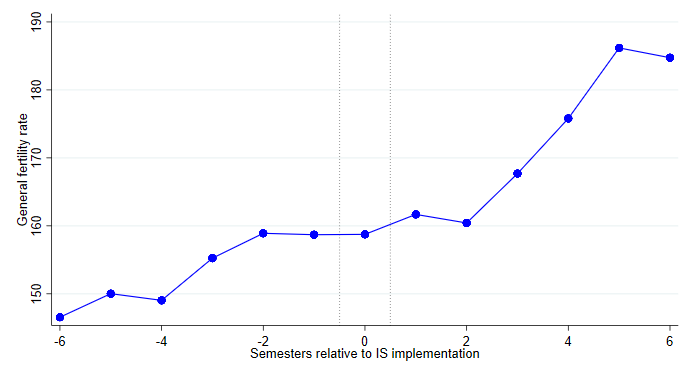 190
180
170
160
150
General fertility rate
-6 -4 -2 0 2 4 6
Semesters relative to IS implementation